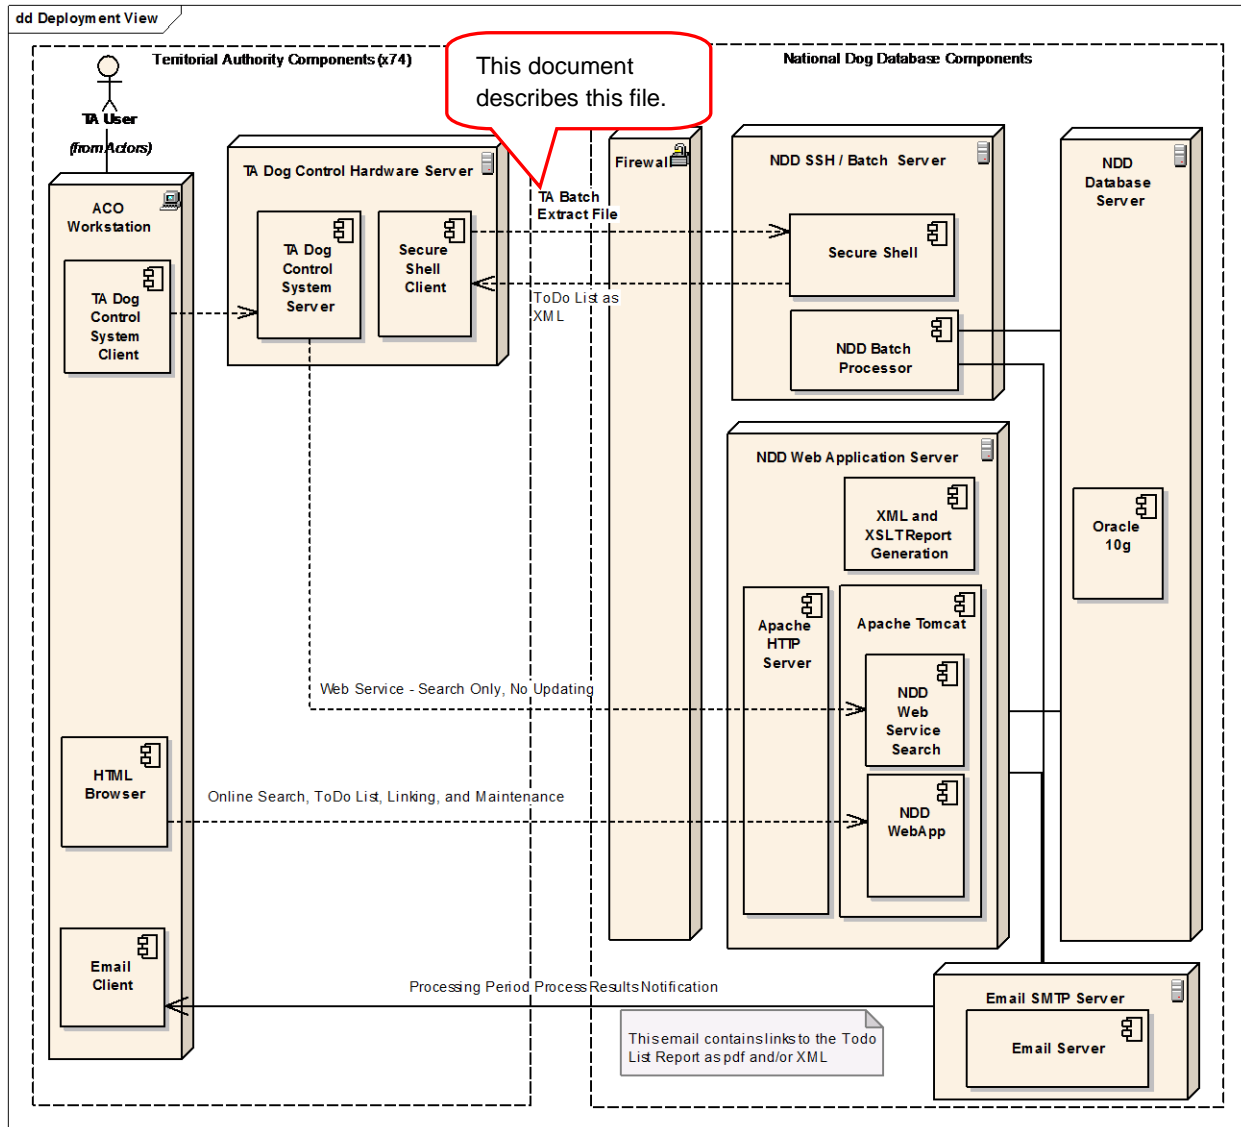 dd Deployment View
Territorial Authority Components (x74)
National Dog Database Components
This document
describes this file.
TA User
(from Actors)
ACO
Workstation
TA Dog
Control
System
Client
HTML
Browser
Email
Client
TA Dog Control Hardware Server
TA Dog
Control
System
Server
Secure
Shell
Client
TA Batch
Extract File
ToDo List as
XML
Web Service - Search Only, No Updating
Online Search, ToDo List, Linking, and Maintenance
Processing Period Process Results Notification
Firewall
NDD SSH / Batch Server
Secure Shell
NDD Batch
Processor
NDD Web Application Server
XML and
XSLT Report
Generation
Apache
HTTP
Server
Apache Tomcat
NDD
Web
Service
Search
NDD
WebApp
NDD
Database
Server
Oracle
10g
Email SMTP Server
Email Server
This email contains links to the Todo
List Report as pdf and/or XML